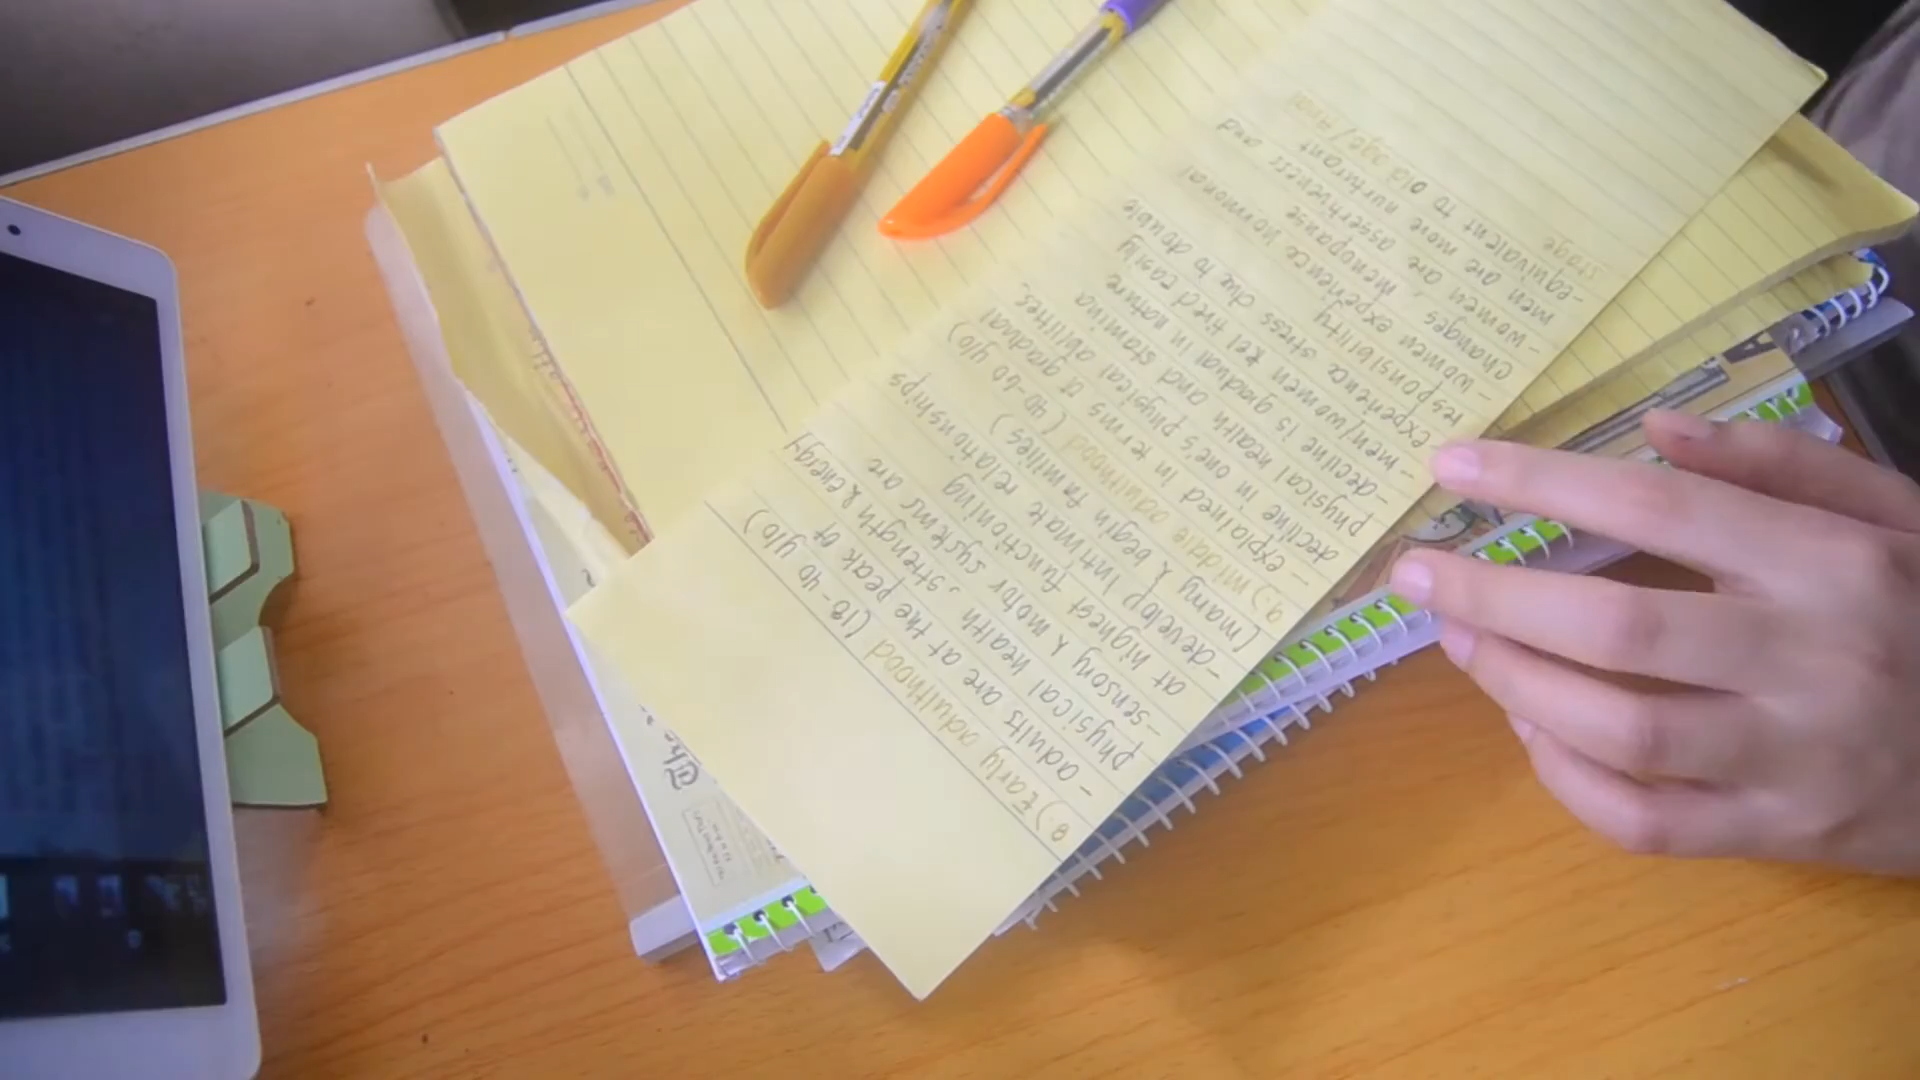 8.) Early adulthood (18-40 y/o)
- adults are at the peak of
physical health, strength & energy
- sensory & motor systems are
at highest functioning
- develop intimate relationships
(marry & begin families)
9.) middle adulthood (40-60 y/o)
- explained in terms of gradual
decline in one's physical abilities,
physical health and stamina
- decline is gradual in nature
- men/women feel tired easily
experience stress due to double
responsibility
- women experience hormonal
changes, menopause
- women are assertiveness and
men are more nurturant
- equivalent to old age/
stage
The